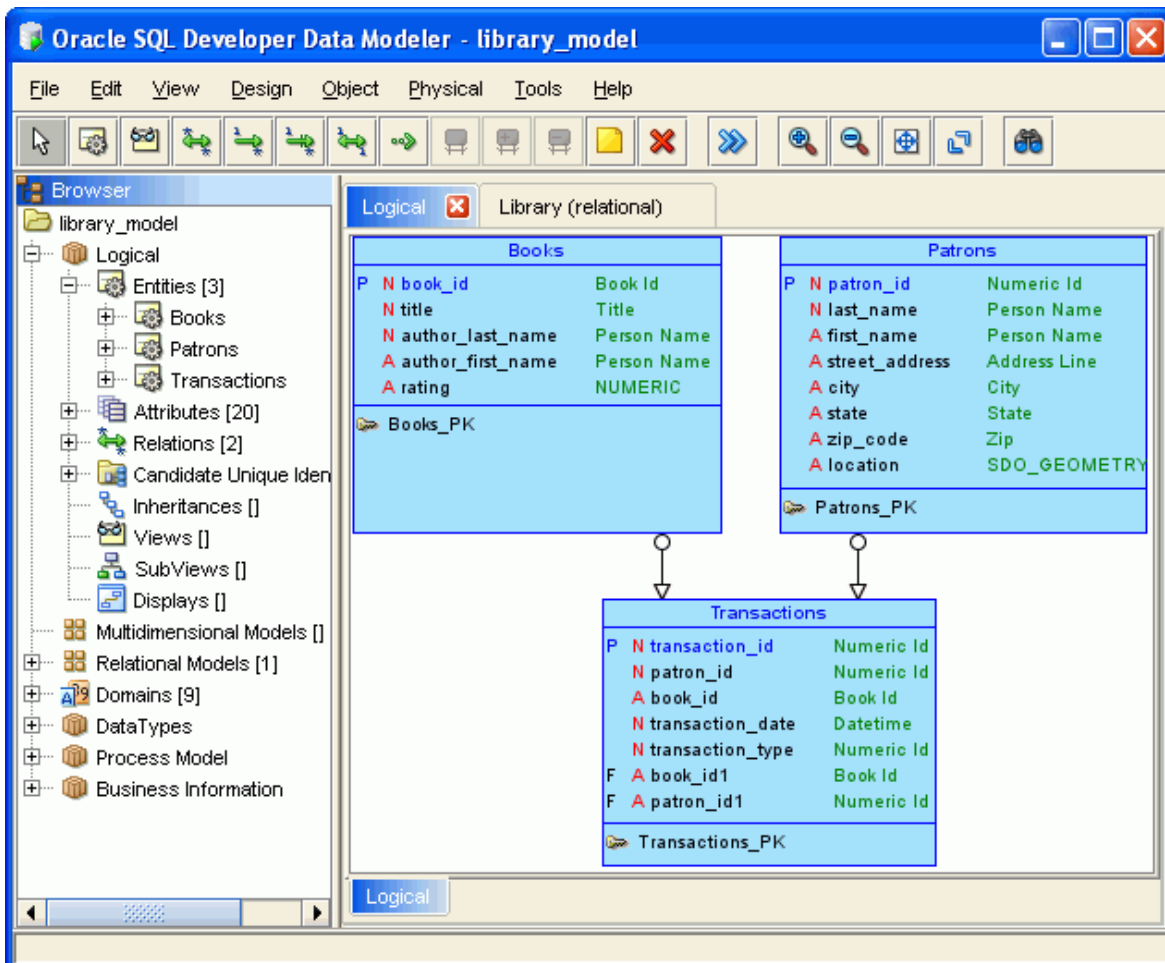 Oracle SQL Developer Data Modeler - library_model
File Edit View Design Object Physical Tools Help
Browser
library_model
Logical
Entities [3]
Books
Patrons
Transactions
Attributes [20]
Relations [2]
Candidate Unique Iden
Inheritances []
Views []
SubViews []
Displays []
Multidimensional Models []
Relational Models [1]
Domains [9]
DataTypes
Process Model
Business Information
Logical Library (relational)
Books
P N book_id Book Id
N title Title
N author_last_name Person Name
A author_first_name Person Name
A rating NUMERIC
Books_PK
Patrons
P N patron_id Numeric Id
N last_name Person Name
A first_name Person Name
A street_address Address Line
A city City
A state State
A zip_code Zip
A location SDO_GEOMETRY
Patrons_PK
Transactions
P N transaction_id Numeric Id
N patron_id Numeric Id
A book_id Book Id
N transaction_date Datetime
N transaction_type Numeric Id
F A book_id1 Book Id
F A patron_id1 Numeric Id
Transactions_PK
Logical